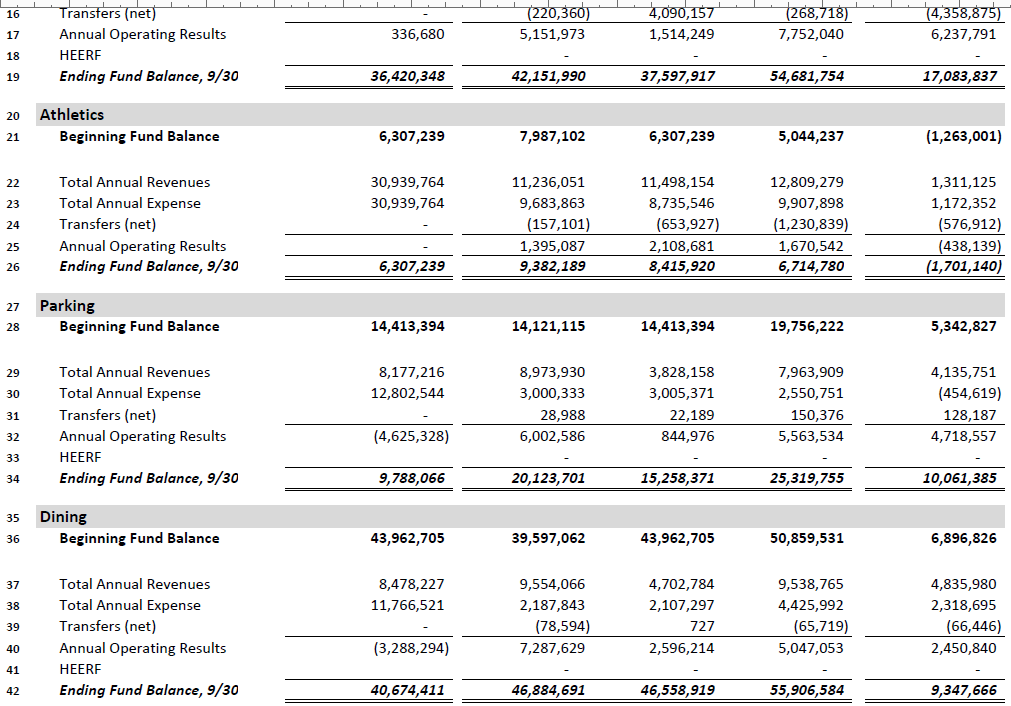 16 Transfers (net) - (220,360) 4,090,157 (268,718) (4,358,875)
17 Annual Operating Results 336,680 5,151,973 1,514,249 7,752,040 6,237,791
18 HEERF - - - -
19 Ending Fund Balance, 9/30 36,420,348 42,151,990 37,597,917 54,681,754 17,083,837
20 Athletics
21 Beginning Fund Balance 6,307,239 7,987,102 6,307,239 5,044,237 (1,263,001)
22 Total Annual Revenues 30,939,764 11,236,051 11,498,154 12,809,279 1,311,125
23 Total Annual Expense 30,939,764 9,683,863 8,735,546 9,907,898 1,172,352
24 Transfers (net) - (157,101) (653,927) (1,230,839) (576,912)
25 Annual Operating Results - 1,395,087 2,108,681 1,670,542 (438,139)
26 Ending Fund Balance, 9/30 6,307,239 9,382,189 8,415,920 6,714,780 (1,701,140)
27 Parking
28 Beginning Fund Balance 14,413,394 14,121,115 14,413,394 19,756,222 5,342,827
29 Total Annual Revenues 8,177,216 8,973,930 3,828,158 7,963,909 4,135,751
30 Total Annual Expense 12,802,544 3,000,333 3,005,371 2,550,751 (454,619)
31 Transfers (net) - 28,988 22,189 150,376 128,187
32 Annual Operating Results (4,625,328) 6,002,586 844,976 5,563,534 4,718,557
33 HEERF - - - -
34 Ending Fund Balance, 9/30 9,788,066 20,123,701 15,258,371 25,319,755 10,061,385
35 Dining
36 Beginning Fund Balance 43,962,705 39,597,062 43,962,705 50,859,531 6,896,826
37 Total Annual Revenues 8,478,227 9,554,066 4,702,784 9,538,765 4,835,980
38 Total Annual Expense 11,766,521 2,187,843 2,107,297 4,425,992 2,318,695
39 Transfers (net) - (78,594) 727 (65,719) (66,446)
40 Annual Operating Results (3,288,294) 7,287,629 2,596,214 5,047,053 2,450,840
41 HEERF - - - -
42 Ending Fund Balance, 9/30 40,674,411 46,884,691 46,558,919 55,906,584 9,347,666